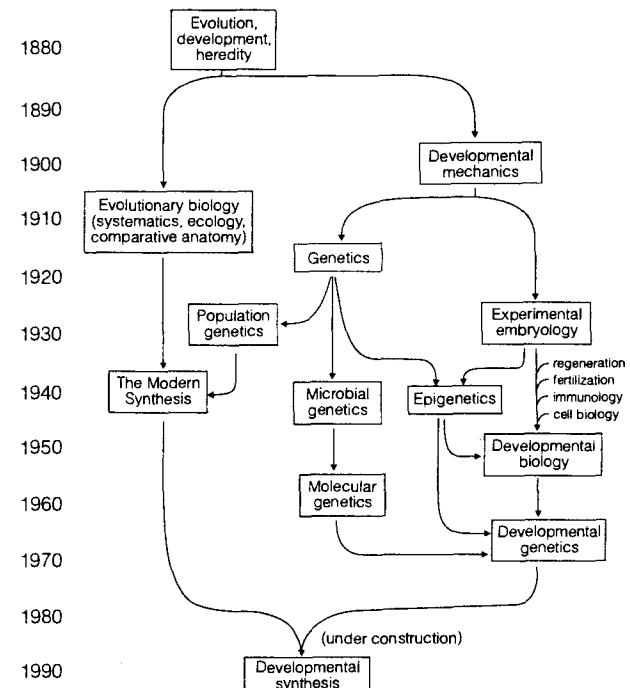 Evolution,
development,
heredity
1880
1890
Developmental
mechanics
1900
Evolutionary biology
(systematics, ecology,
comparative anatomy)
1910
Genetics
1920
Population
genetics
Experimental
embryology
1930
regeneration
fertilization
immunology
cell biology
The Modern
Synthesis
Microbial
genetics
Epigenetics
1940
Developmental
biology
1950
Molecular
genetics
1960
Developmental
genetics
1970
1980
(under construction)
Developmental
synthesis
1990